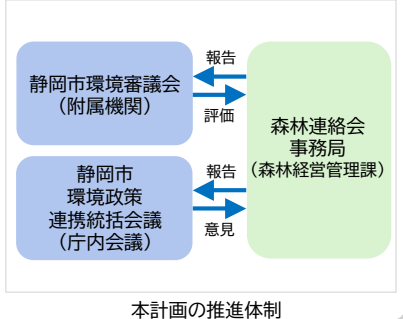 静岡市環境審議会
（附属機関）
報告
評価
静岡市
環境政策
連携統括会議
（庁内会議）
報告
意見
森林連絡会
事務局
（森林経営管理課）
本計画の推進体制